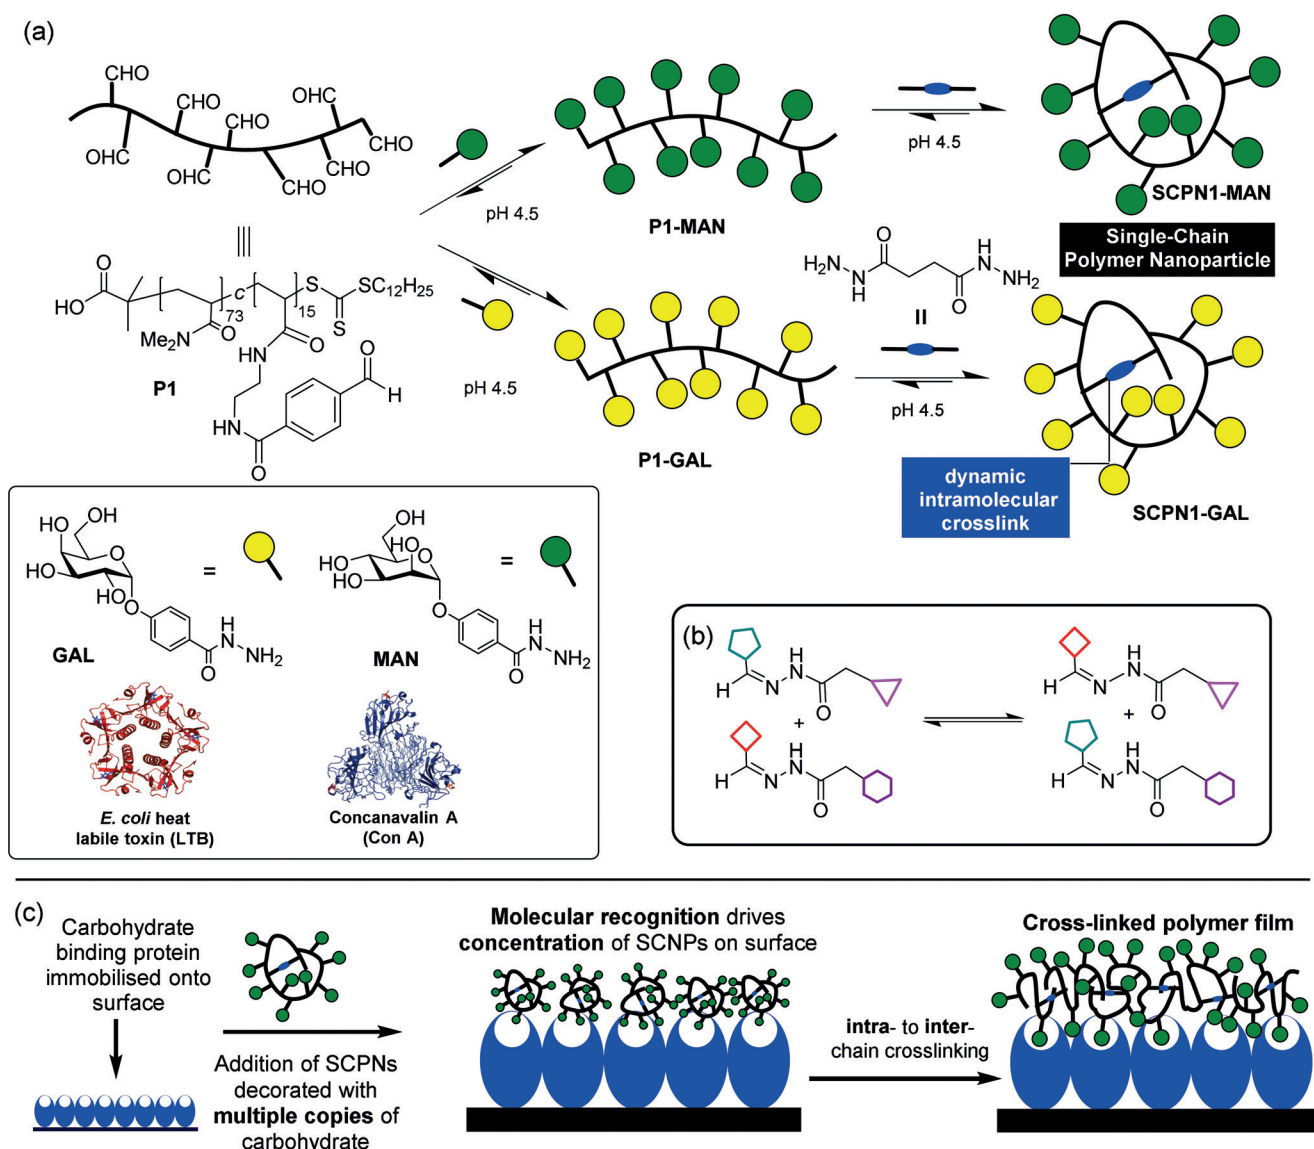 (a)
CHO
CHO
CHO
OHC
OHC
CHO
OHC
OHC
CHO
CHO
pH 4.5
P1-MAN
pH 4.5
SCPN1-MAN
Single-Chain
Polymer Nanoparticle
O
HO
73
c
15
S
SC12H25
S
Me2N
O
O
HN
P1
O
H
NH
O
pH 4.5
H2N
N
H
O
O
H
N
NH2
=
P1-GAL
pH 4.5
dynamic
intramolecular
crosslink
SCPN1-GAL
OH
HO
O
HO
HO
O
O
H
N
NH2
GAL
=
OH
OH
HO
HO
O
O
O
H
N
NH2
MAN
=
E. coli heat
labile toxin (LTB)
Concanavalin A
(Con A)
(b)
H
N
H
N
O
+
H
N
H
N
O
H
N
H
N
O
+
H
N
H
N
O
(c)
Carbohydrate
binding protein
immobilised onto
surface
Addition of SCPNs
decorated with
multiple copies of
carbohydrate
Molecular recognition drives
concentration of SCNPs on surface
intra- to inter-
chain crosslinking
Cross-linked polymer film